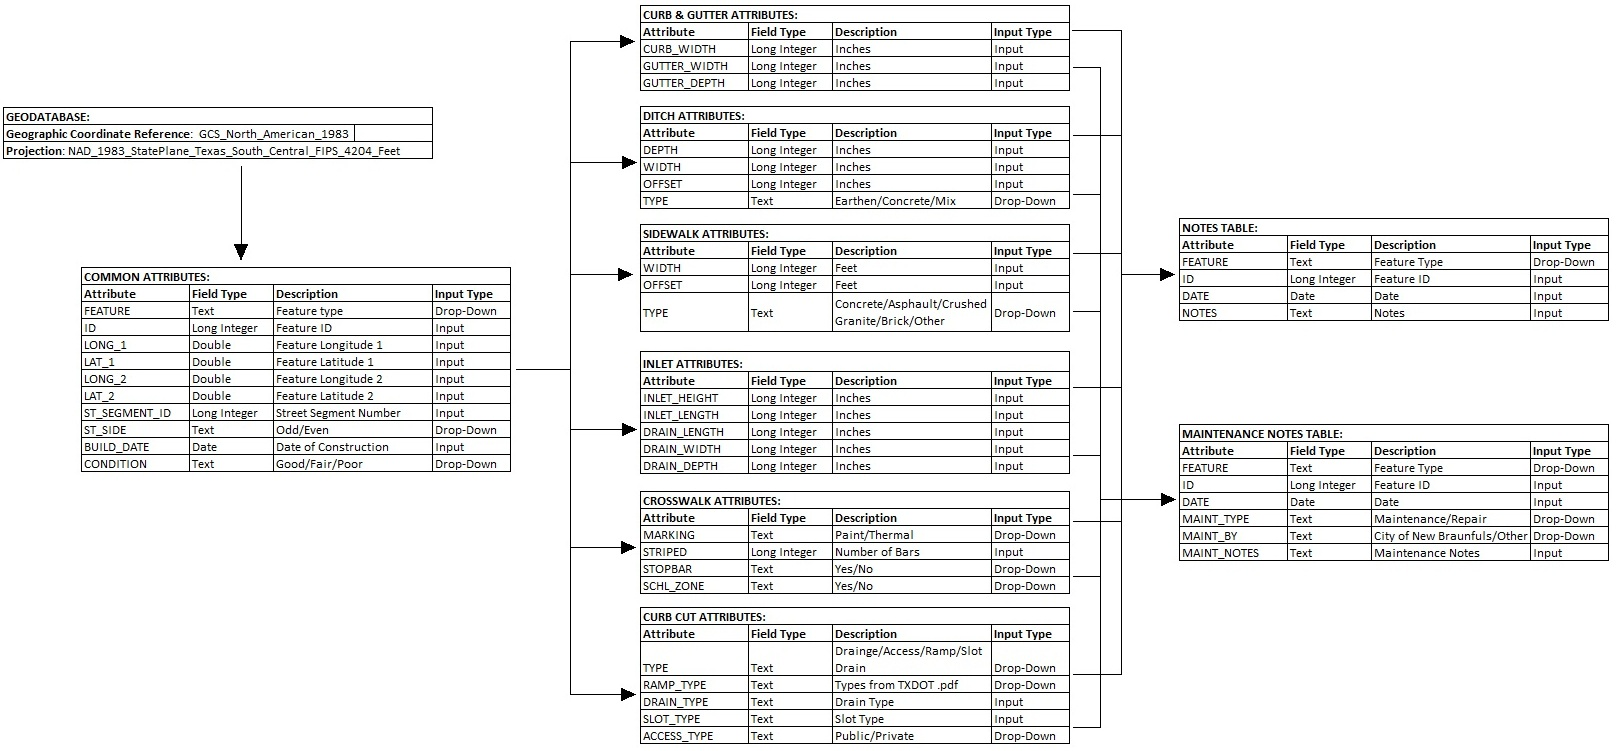 GEODATABASE:
Geographic Coordinate Reference: GCS_North_American_1983
Projection: NAD_1983_StatePlane_Texas_South_Central_FIPS_4204_Feet
COMMON ATTRIBUTES:
Attribute Field Type Description Input Type
FEATURE Text Feature type Drop-Down
ID Long Integer Feature ID Input
LONG_1 Double Feature Longitude 1 Input
LAT_1 Double Feature Latitude 1 Input
LONG_2 Double Feature Longitude 2 Input
LAT_2 Double Feature Latitude 2 Input
ST_SEGMENT_ID Long Integer Street Segment Number Input
ST_SIDE Text Odd/Even Drop-Down
BUILD_DATE Date Date of Construction Input
CONDITION Text Good/Fair/Poor Drop-Down
CURB & GUTTER ATTRIBUTES:
Attribute Field Type Description Input Type
CURB_WIDTH Long Integer Inches Input
GUTTER_WIDTH Long Integer Inches Input
GUTTER_DEPTH Long Integer Inches Input
DITCH ATTRIBUTES:
Attribute Field Type Description Input Type
DEPTH Long Integer Inches Input
WIDTH Long Integer Inches Input
OFFSET Long Integer Inches Input
TYPE Text Earthen/Concrete/Mix Drop-Down
SIDEWALK ATTRIBUTES:
Attribute Field Type Description Input Type
WIDTH Long Integer Feet Input
OFFSET Long Integer Feet Input
Concrete/Asphault/Crushed
TYPE Text Granite/Brick/Other Drop-Down
INLET ATTRIBUTES:
Attribute Field Type Description Input Type
INLET_HEIGHT Long Integer Inches Input
INLET_LENGTH Long Integer Inches Input
DRAIN_LENGTH Long Integer Inches Input
DRAIN_WIDTH Long Integer Inches Input
DRAIN_DEPTH Long Integer Inches Input
CROSSWALK ATTRIBUTES:
Attribute Field Type Description Input Type
MARKING Text Paint/Thermal Drop-Down
STRIPED Long Integer Number of Bars Input
STOPBAR Text Yes/No Drop-Down
SCHL_ZONE Text Yes/No Drop-Down
CURB CUT ATTRIBUTES:
Attribute Field Type Description Input Type
Drainge/Access/Ramp/Slot
TYPE Text Drain Drop-Down
RAMP_TYPE Text Types from TXDOT .pdf Drop-Down
DRAIN_TYPE Text Drain Type Input
SLOT_TYPE Text Slot Type Input
ACCESS_TYPE Text Public/Private Drop-Down
NOTES TABLE:
Attribute Field Type Description Input Type
FEATURE Text Feature Type Drop-Down
ID Long Integer Feature ID Input
DATE Date Date Input
NOTES Text Notes Input
MAINTENANCE NOTES TABLE:
Attribute Field Type Description Input Type
FEATURE Text Feature Type Drop-Down
ID Long Integer Feature ID Input
DATE Date Date Input
MAINT_TYPE Text Maintenance/Repair Drop-Down
MAINT_BY Text City of New Braunfuls/Other Drop-Down
MAINT_NOTES Text Maintenance Notes Input